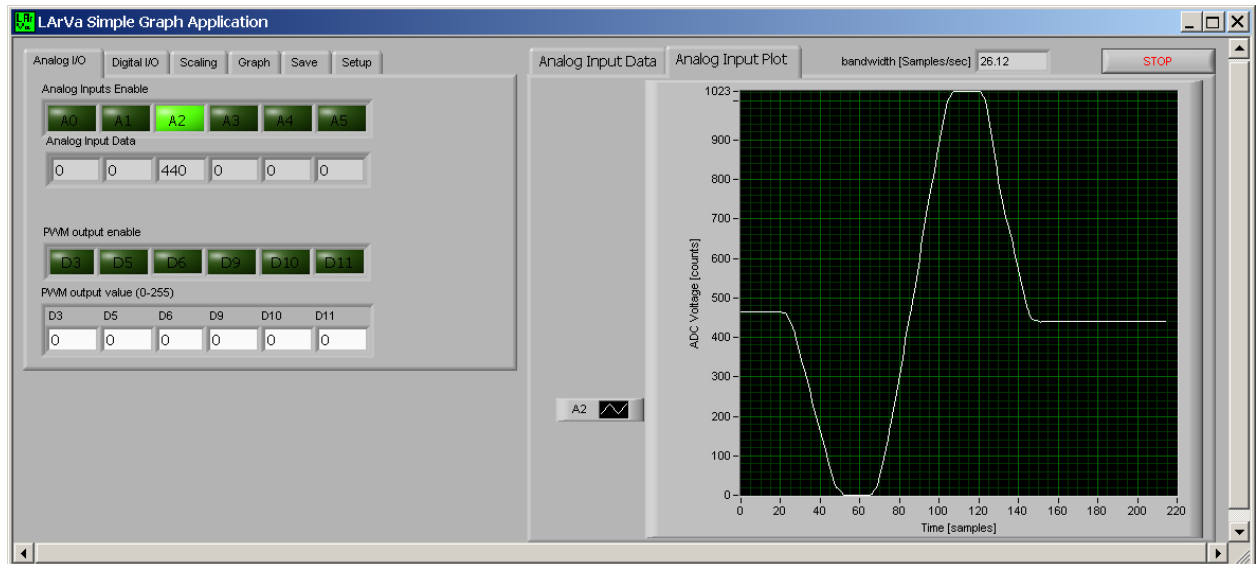 LArVa Simple Graph Application
Analog I/O Digital I/O Scaling Graph Save Setup
Analog Inputs Enable
A0 A1 A2 A3 A4 A5
Analog Input Data
0 0 440 0 0 0
PWM output enable
D3 D5 D6 D9 D10 D11
PWM output value (0-255)
D3 D5 D6 D9 D10 D11
0 0 0 0 0 0
Analog Input Data Analog Input Plot
bandwidth [Samples/sec] 26.12
STOP
A2
ADC Voltage [counts]
1023
900
800
700
600
500
400
300
200
100
0
0 20 40 60 80 100 120 140 160 180 200 220
Time [samples]